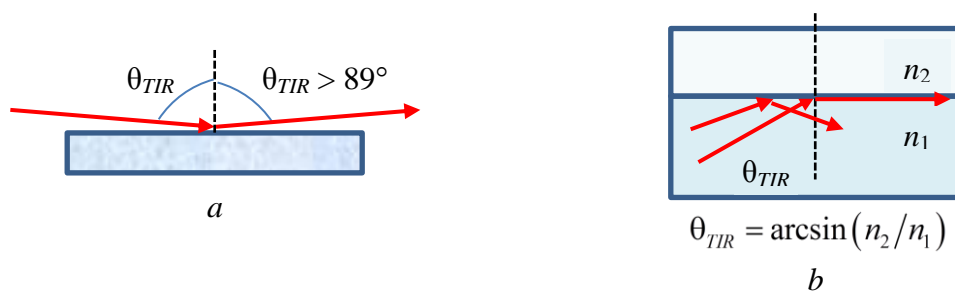 θTIR θTIR > 89°
a
n2
n1
θTIR
θTIR = arcsin(n2/n1)
b